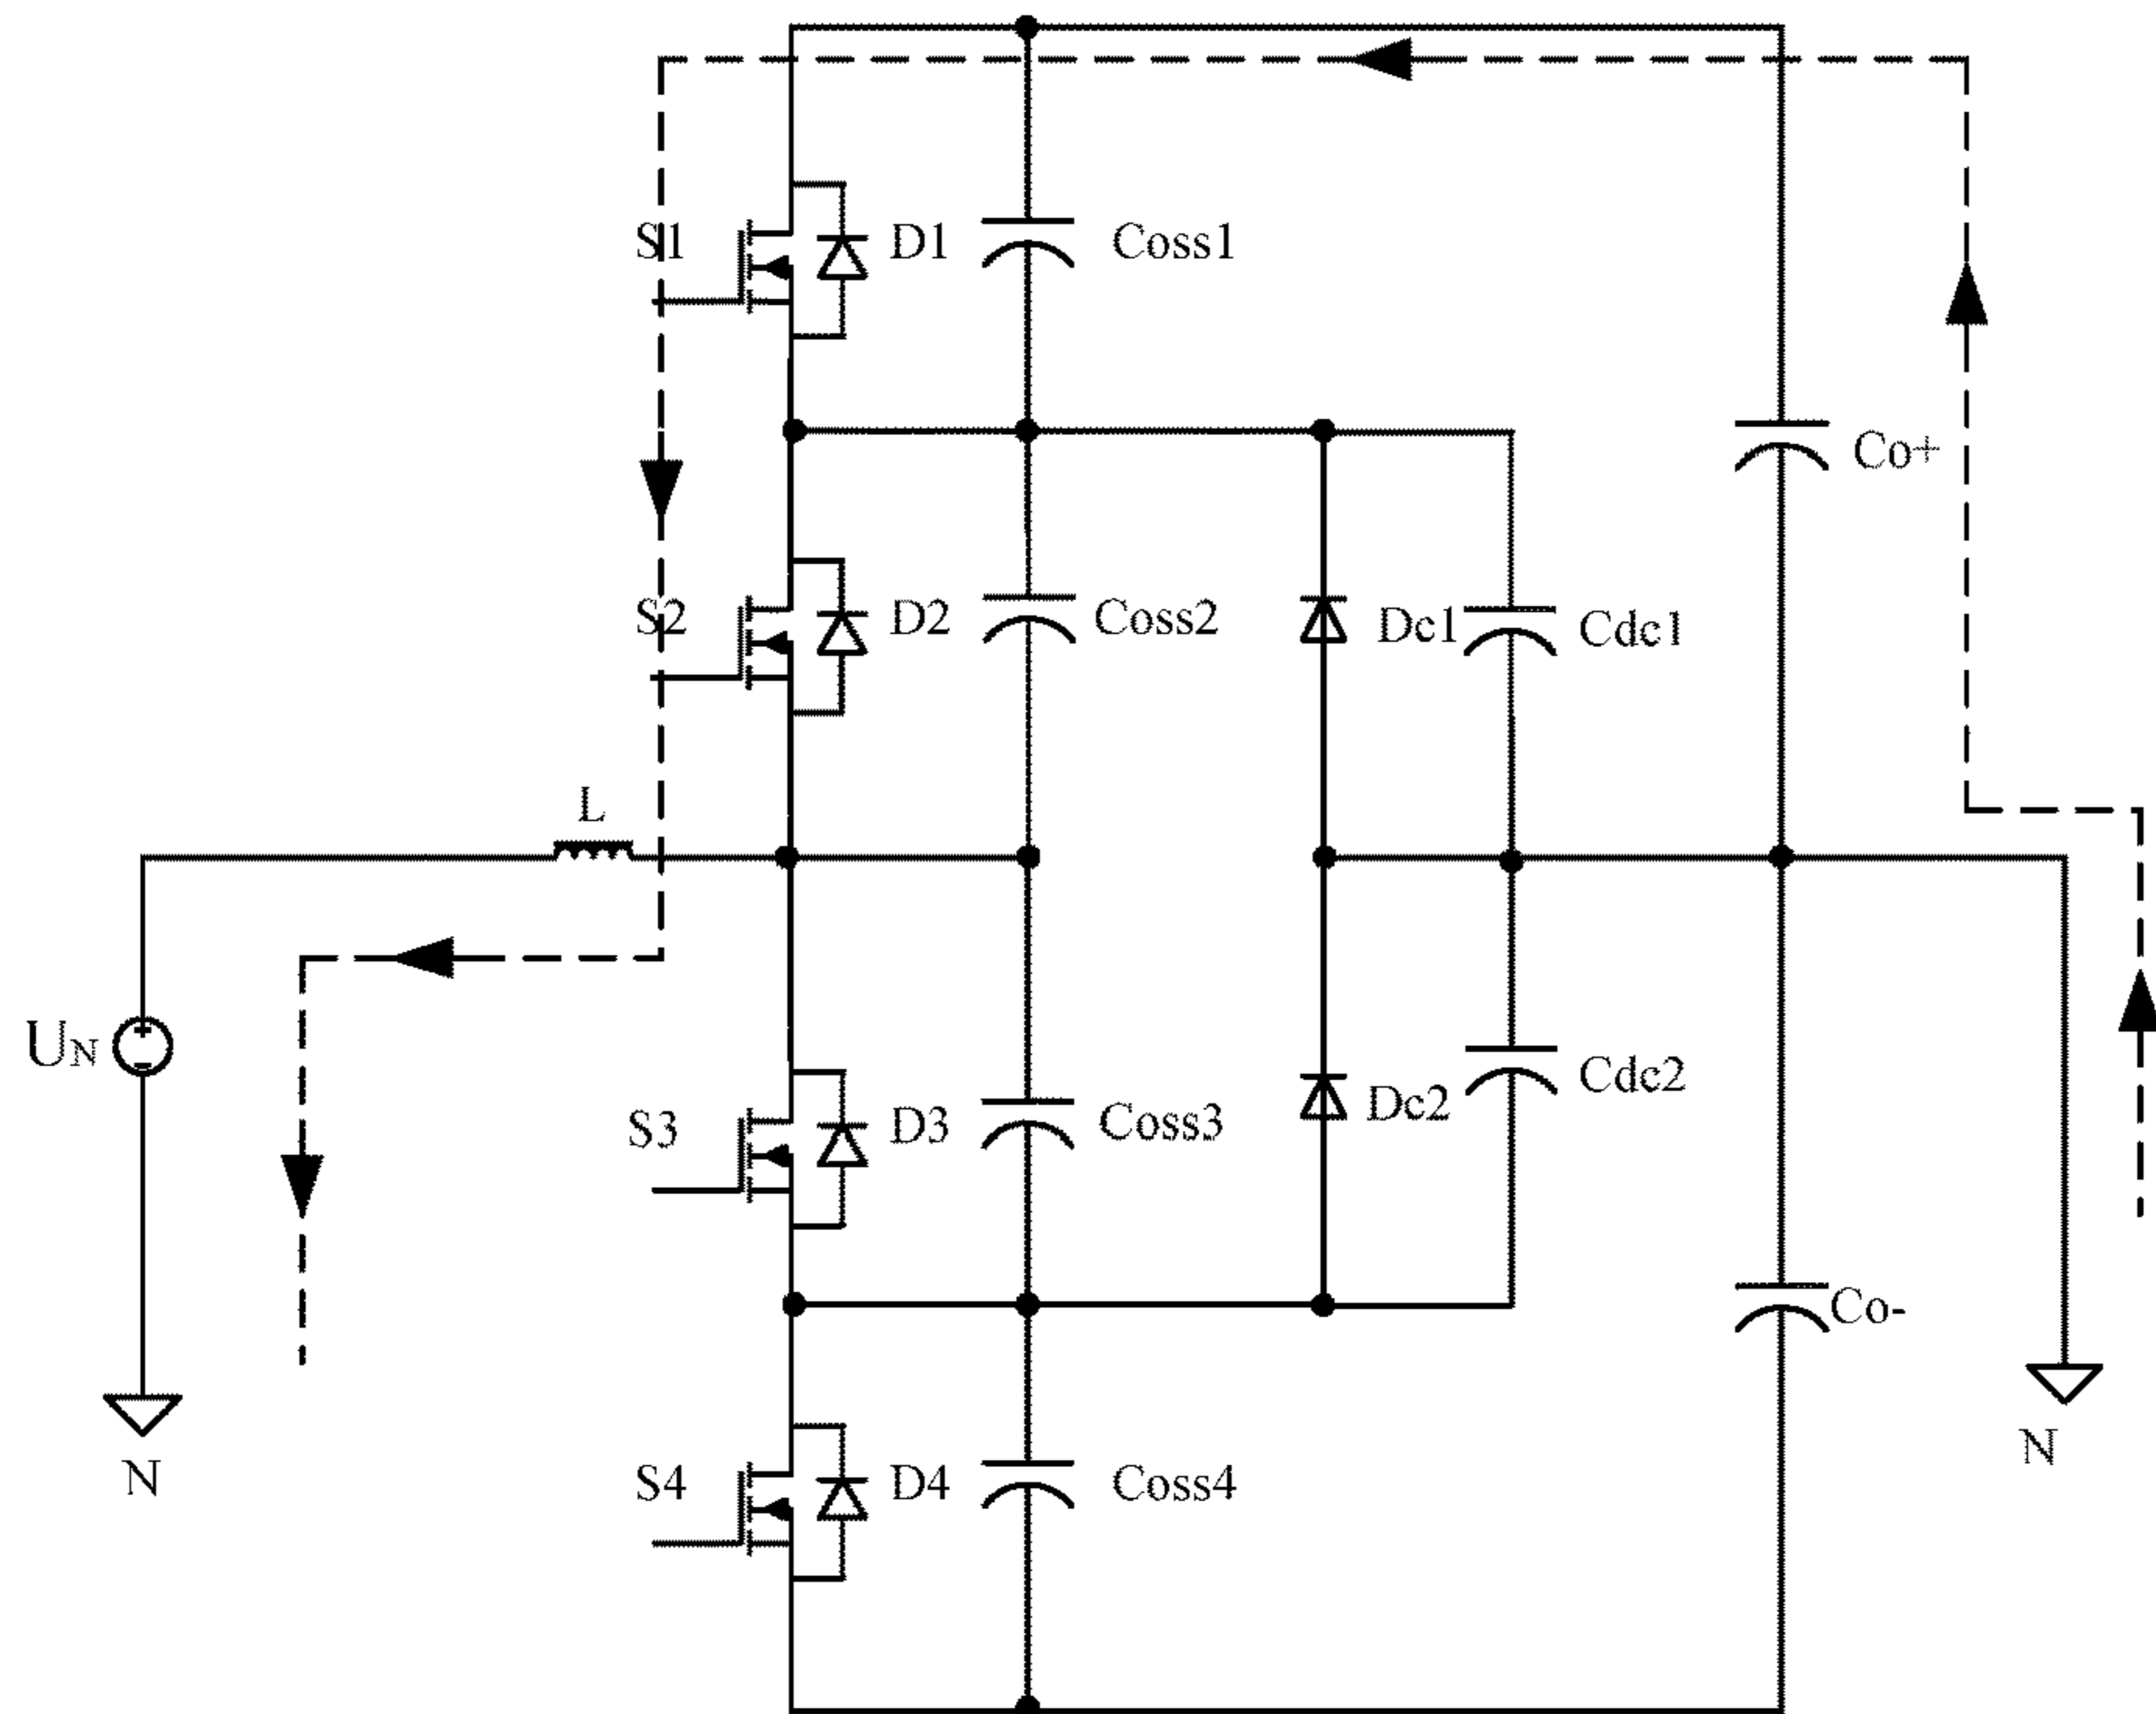 S1
D1
Coss1
Co+
S2
D2
Coss2
Dc1
Cdc1
L
UN
+
-
S3
D3
Coss3
Dc2
Cdc2
Co-
N
S4
D4
Coss4
N